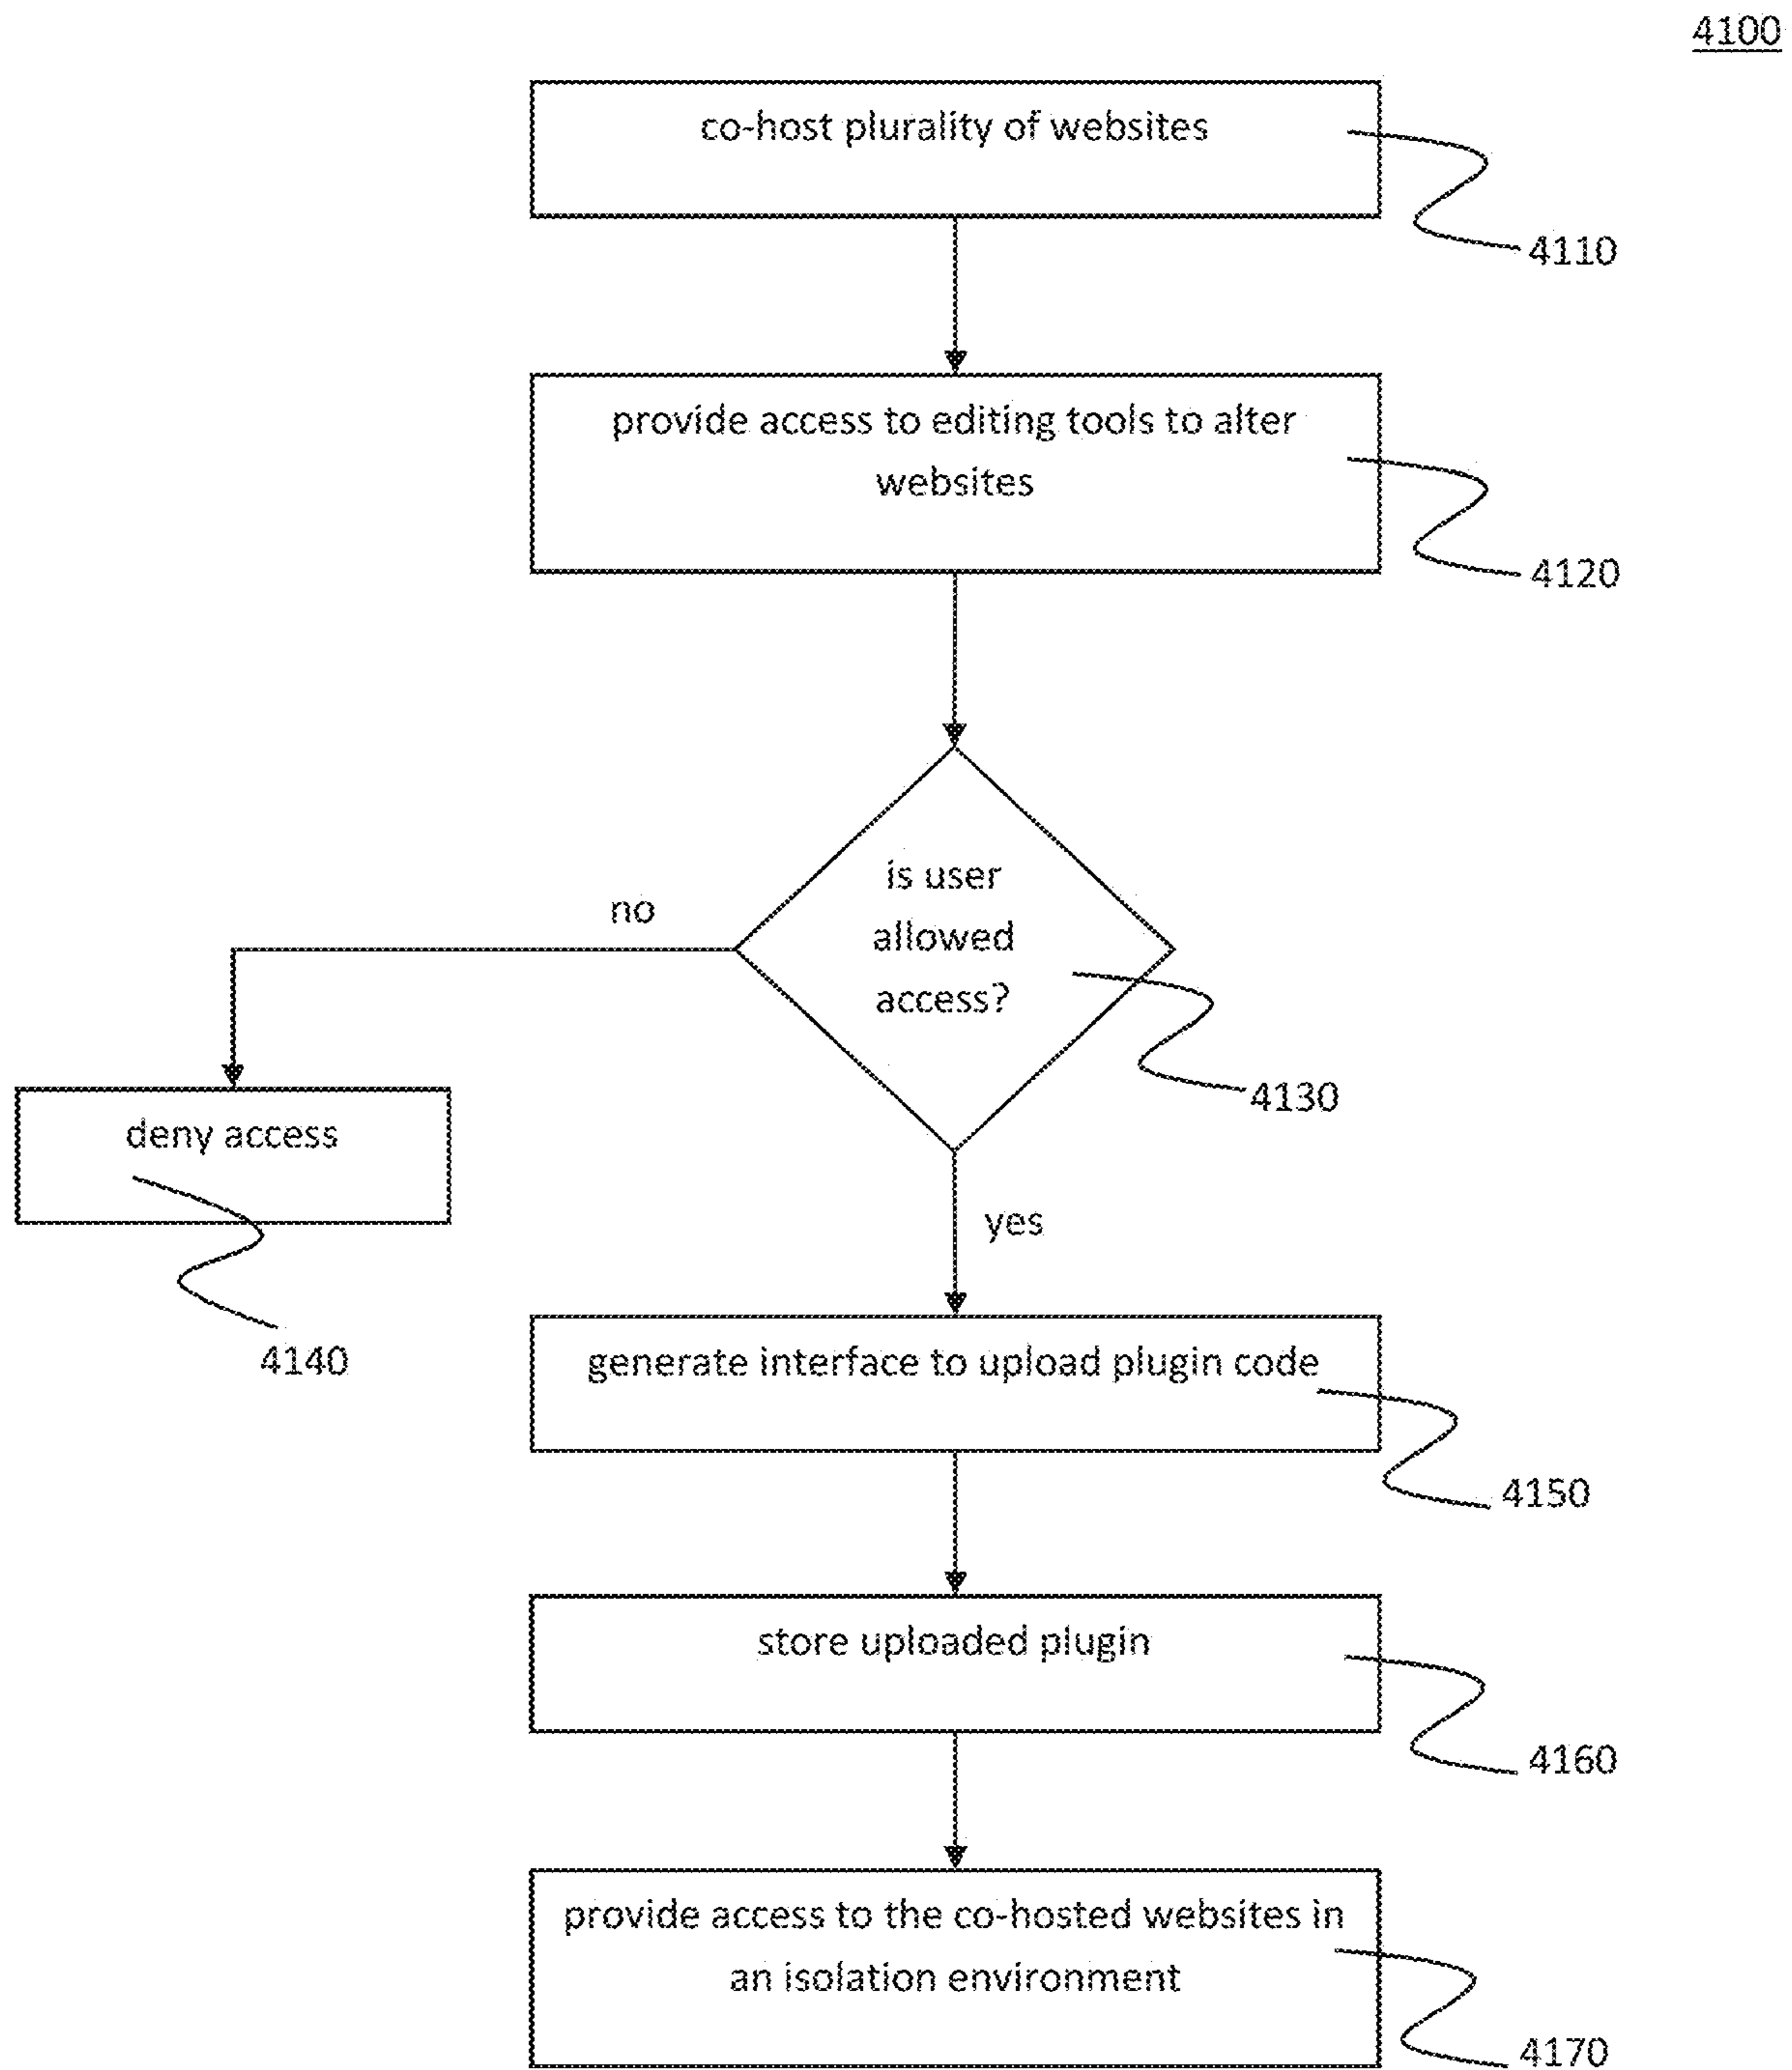 4100
co-host plurality of websites
4110
provide access to editing tools to alter
websites
4120
is user
allowed
access?
no
4130
deny access
yes
4140
generate interface to upload plugin code
4150
store uploaded plugin
4160
provide access to the co-hosted websites in
an isolation environment
4170